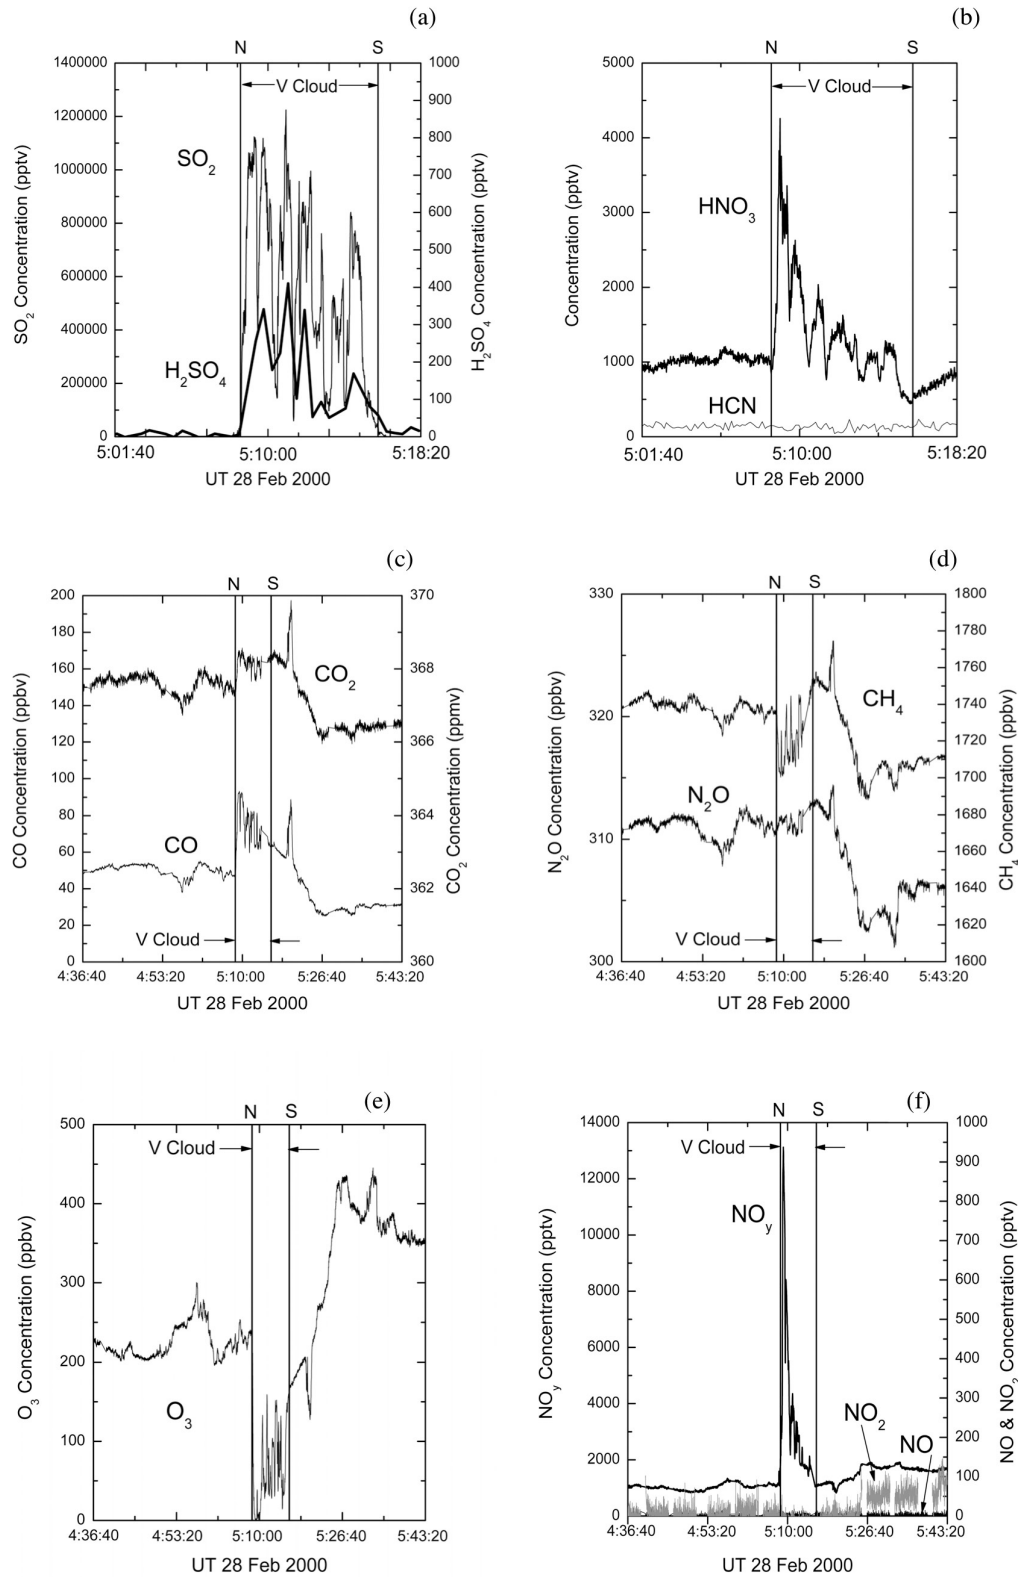 (a)
N S
V Cloud
1400000
1200000
1000000
800000
600000
400000
200000
0
SO2 Concentration (pptv)
SO2
H2SO4
1000
900
800
700
600
500
400
300
200
100
0
H2SO4 Concentration (pptv)
5:01:40 5:10:00 5:18:20
UT 28 Feb 2000
(b)
N S
V Cloud
5000
4000
3000
2000
1000
0
Concentration (pptv)
HNO3
HCN
5:01:40 5:10:00 5:18:20
UT 28 Feb 2000
(c)
N S
200
180
160
140
120
100
80
60
40
20
0
CO Concentration (ppbv)
CO2
CO
V Cloud
370
368
366
364
362
360
CO2 Concentration (ppmv)
4:36:40 4:53:20 5:10:00 5:26:40 5:43:20
UT 28 Feb 2000
(d)
N S
330
320
310
300
N2O Concentration (ppbv)
CH4
N2O
V Cloud
1800
1780
1760
1740
1720
1700
1680
1660
1640
1620
1600
CH4 Concentration (ppbv)
4:36:40 4:53:20 5:10:00 5:26:40 5:43:20
UT 28 Feb 2000
(e)
N S
V Cloud
500
400
300
200
100
0
O3 Concentration (ppbv)
O3
4:36:40 4:53:20 5:10:00 5:26:40 5:43:20
UT 28 Feb 2000
(f)
N S
V Cloud
14000
12000
10000
8000
6000
4000
2000
0
NOy Concentration (pptv)
NOy
NO2
NO
1000
900
800
700
600
500
400
300
200
100
0
NO & NO2 Concentration (pptv)
4:36:40 4:53:20 5:10:00 5:26:40 5:43:20
UT 28 Feb 2000